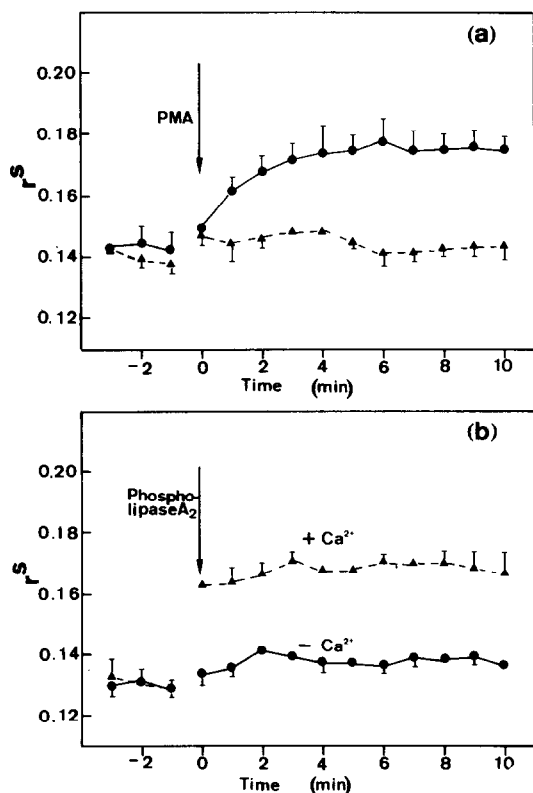 (a)
0.20
PMA
0.18
0.16
rˢ
0.14
0.12
−2 0 2 4 6 8 10
Time (min)
(b)
0.20
Phospho-
lipaseA₂
0.18
+ Ca²⁺
rˢ
0.16
− Ca²⁺
0.14
0.12
−2 0 2 4 6 8 10
Time (min)